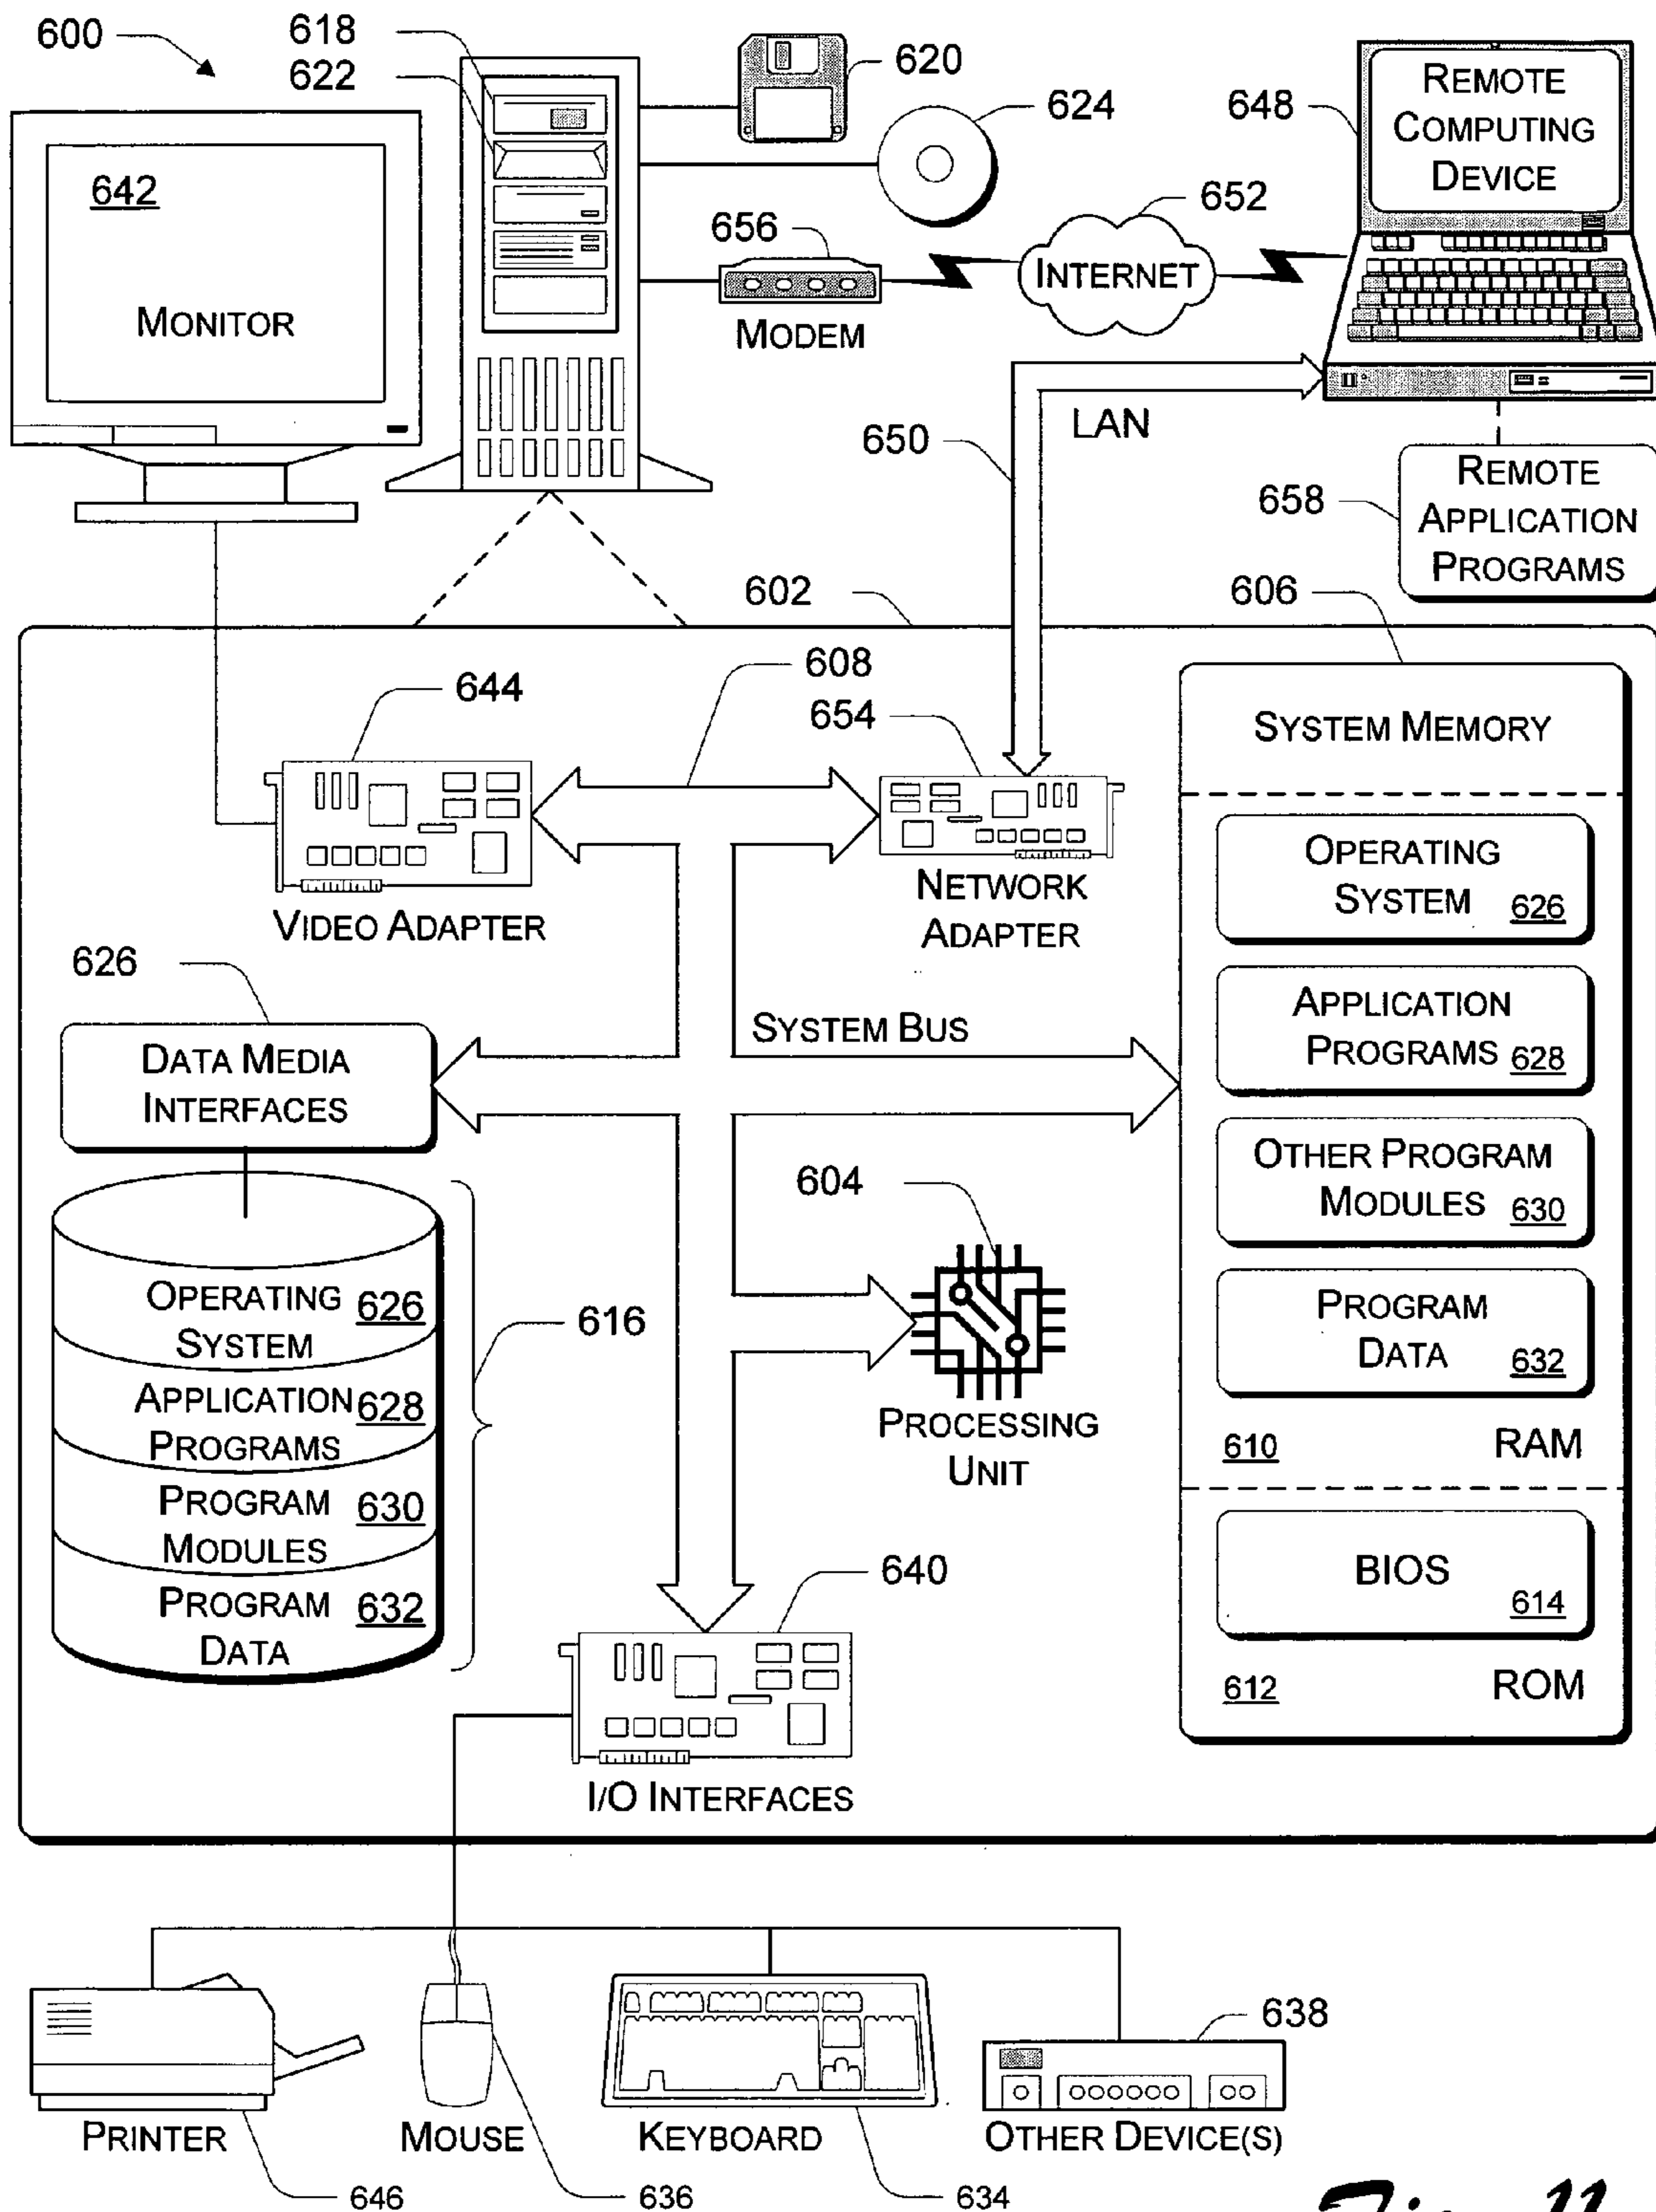 600
618
622
620
624
648
REMOTE
COMPUTING
DEVICE
642
MONITOR
656
MODEM
652
INTERNET
LAN
650
658
REMOTE
APPLICATION
PROGRAMS
602
606
608
644
654
VIDEO ADAPTER
NETWORK
ADAPTER
SYSTEM MEMORY
OPERATING
SYSTEM 626
APPLICATION
PROGRAMS 628
OTHER PROGRAM
MODULES 630
PROGRAM
DATA 632
610 RAM
BIOS
614
612 ROM
626
DATA MEDIA
INTERFACES
SYSTEM BUS
OPERATING 626
SYSTEM
APPLICATION 628
PROGRAMS
PROGRAM 630
MODULES
PROGRAM 632
DATA
616
604
PROCESSING
UNIT
640
I/O INTERFACES
PRINTER
646
MOUSE
636
KEYBOARD
634
638
OTHER DEVICE(S)
Fig. 11